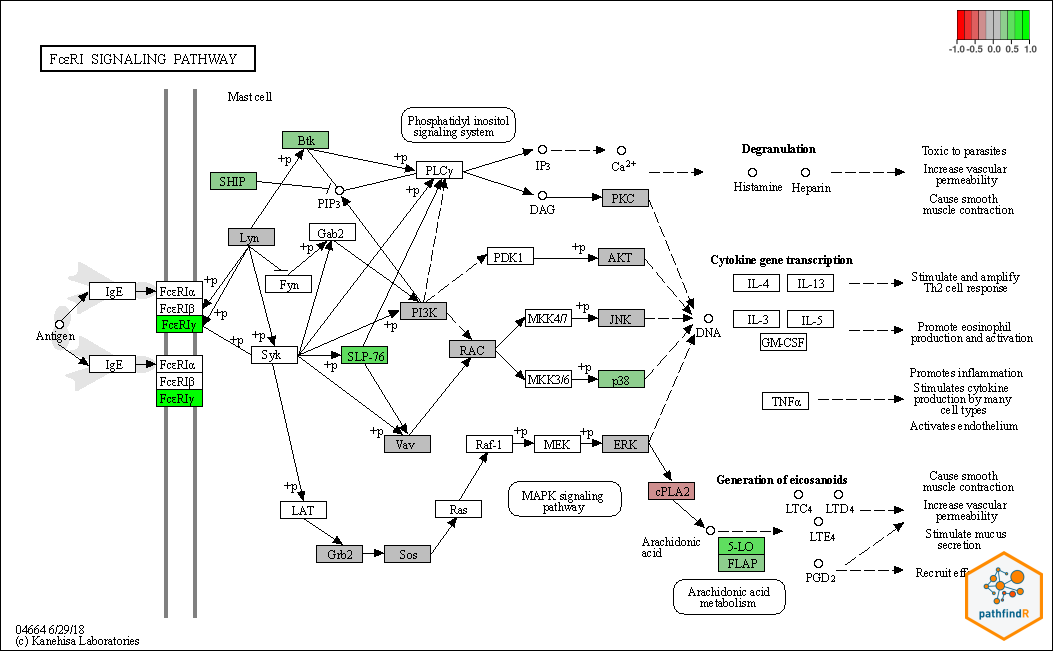 -1.0 -0.5 0.0 0.5 1.0
FcεRI SIGNALING PATHWAY
Mast cell
Phosphatidyl inositol
signaling system
Btk
+p
+p
PLCγ
+p
SHIP
PIP3
IP3
Ca2+
DAG
PKC
Degranulation
Histamine
Heparin
Toxic to parasites
Increase vascular
permeability
Cause smooth
muscle contraction
Lyn
Gab2
+p
Fyn
PDK1
+p
AKT
Cytokine gene transcription
IL-4
IL-13
IL-3
IL-5
GM-CSF
TNFα
Stimulate and amplify
Th2 cell response
Promote eosinophil
production and activation
Promotes inflammation
Stimulates cytokine
production by many
cell types
Activates endothelium
Antigen
IgE
FcεRIα
FcεRIβ
FcεRIγ
+p
+p
IgE
FcεRIα
FcεRIβ
FcεRIγ
+p
Syk
+p
SLP-76
+p
PI3K
RAC
MKK4/7
+p
JNK
MKK3/6
+p
p38
DNA
+p
Vav
Raf-1
+p
MEK
+p
ERK
+p
LAT
Grb2
Sos
Ras
MAPK signaling
pathway
cPLA2
Arachidonic
acid
5-LO
FLAP
Arachidonic acid
metabolism
Generation of eicosanoids
LTC4
LTD4
LTE4
PGD2
Cause smooth
muscle contraction
Increase vascular
permeability
Stimulate mucus
secretion
Recruit
pathfindR
04664 6/29/18
(c) Kanehisa Laboratories